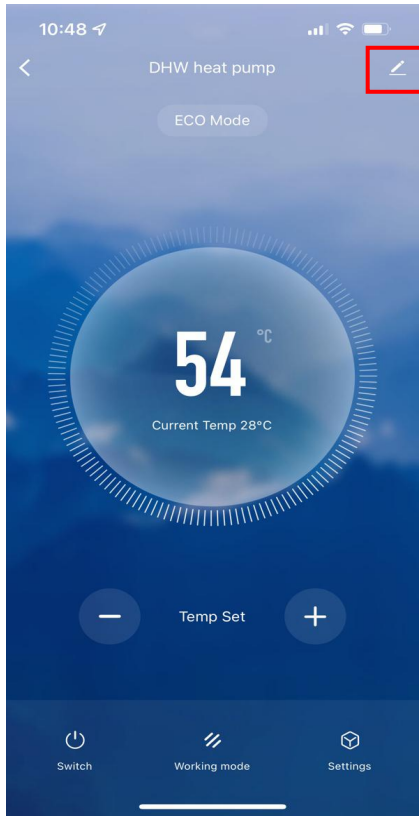 10:48
DHW heat pump
ECO Mode
54 °C
Current Temp 28°C
Temp Set
Switch Working mode Settings